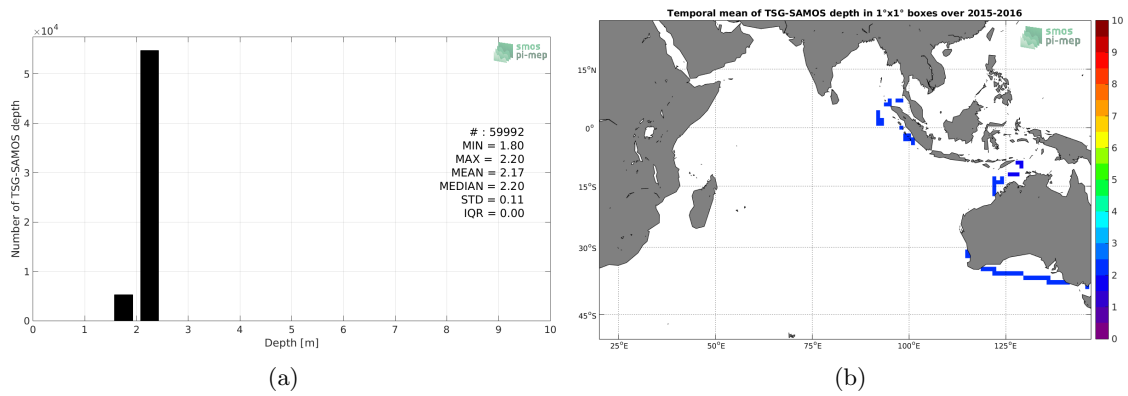 ×10⁴
5
4
3
2
1
0
Number of TSG-SAMOS depth
0 1 2 3 4 5 6 7 8 9 10
Depth [m]
smos
pi-mep
# : 59992
MIN = 1.80
MAX = 2.20
MEAN = 2.17
MEDIAN = 2.20
STD = 0.11
IQR = 0.00
(a)
Temporal mean of TSG-SAMOS depth in 1°x1° boxes over 2015-2016
smos
pi-mep
15°N
0°
15°S
30°S
45°S
25°E 50°E 75°E 100°E 125°E
10
9
8
7
6
5
4
3
2
1
0
(b)